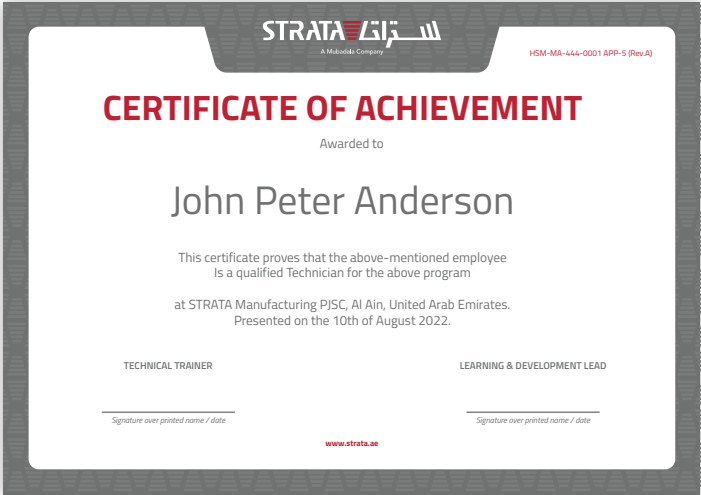 STRATA ستراتا
A Mubadala Company
HSM-MA-444-0001 APP-5 (Rev.A)
CERTIFICATE OF ACHIEVEMENT
Awarded to
John Peter Anderson
This certificate proves that the above-mentioned employee
Is a qualified Technician for the above program
at STRATA Manufacturing PJSC, Al Ain, United Arab Emirates.
Presented on the 10th of August 2022.
TECHNICAL TRAINER
LEARNING & DEVELOPMENT LEAD
Signature over printed name / date
Signature over printed name / date
www.strata.ae